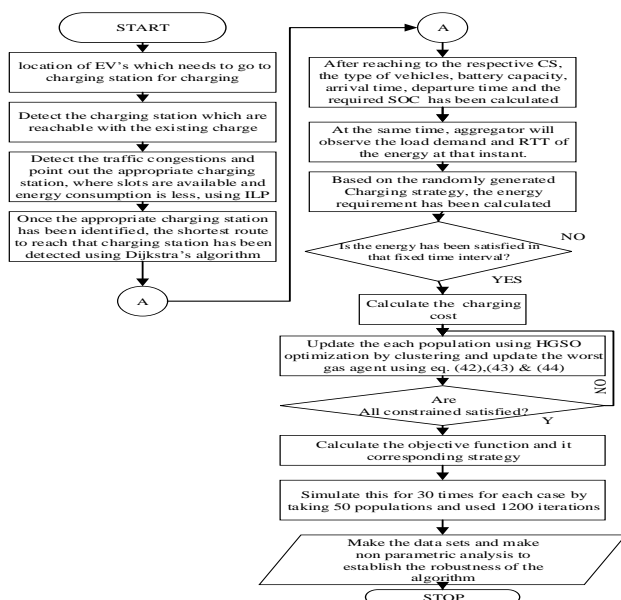 START
location of EV's which needs to go to
charging station for charging
Detect the charging station which are
reachable with the existing charge
Detect the traffic congestions and
point out the appropriate charging
station, where slots are available and
energy consumption is less, using ILP
Once the appropriate charging station
has been identified, the shortest route
to reach that charging station has been
detected using Dijkstra's algorithm
A
A
After reaching to the respective CS,
the type of vehicles, battery capacity,
arrival time, departure time and the
required SOC has been calculated
At the same time, aggregator will
observe the load demand and RTT of
the energy at that instant.
Based on the randomly generated
Charging strategy, the energy
requirement has been calculated
Is the energy has been satisfied in
that fixed time interval?
NO
YES
Calculate the charging
cost
Update the each population using HGSO
optimization by clustering and update the worst
gas agent using eq. (42),(43) & (44)
NO
Are
All constrained satisfied?
Y
Calculate the objective function and it
corresponding strategy
Simulate this for 30 times for each case by
taking 50 populations and used 1200 iterations
Make the data sets and make
non parametric analysis to
establish the robustness of the
algorithm
STOP